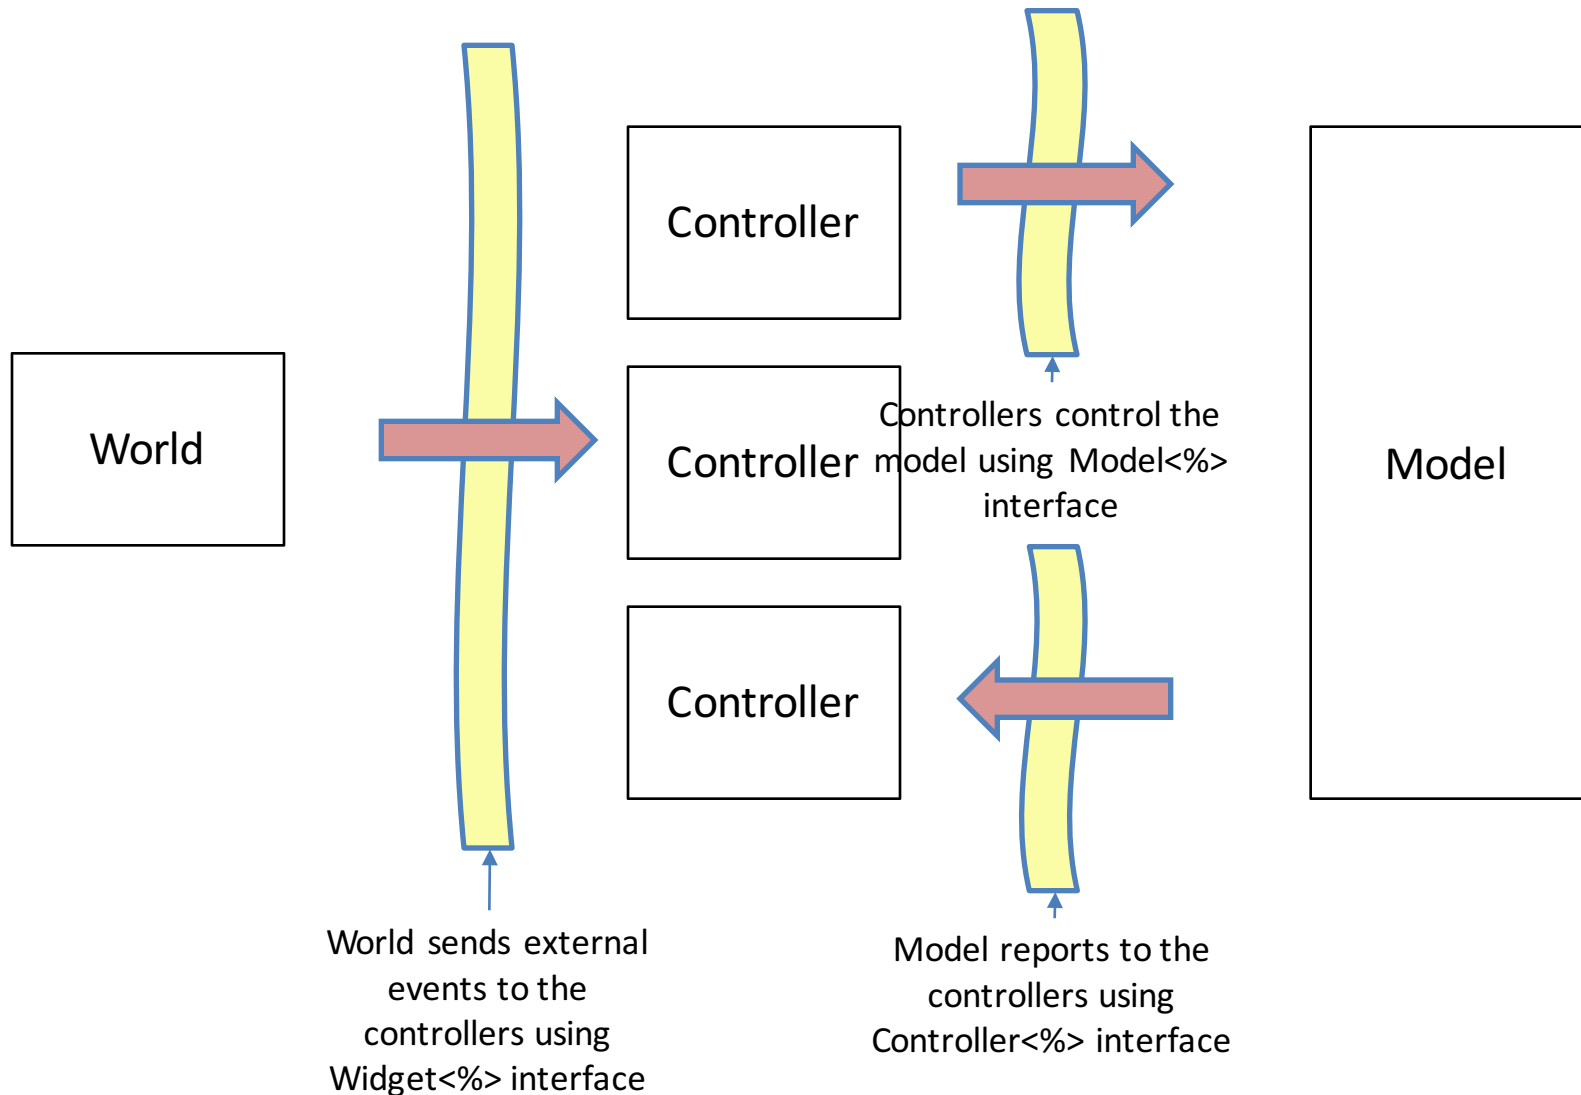 World
Controller
Controller
Controller
Controllers control the
model using Model<%>
interface
Model
World sends external
events to the
controllers using
Widget<%> interface
Model reports to the
controllers using
Controller<%> interface